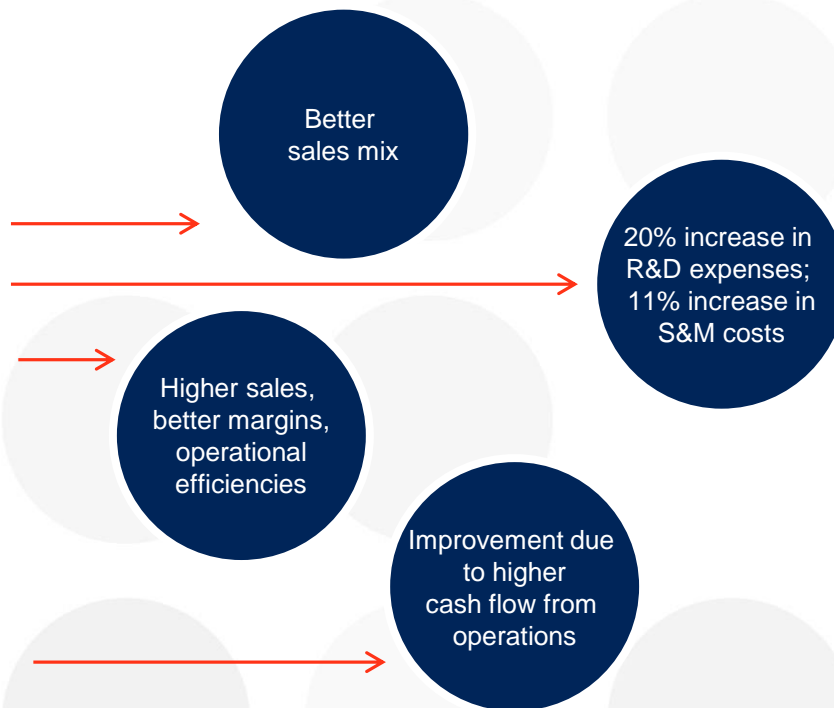 Better
sales mix
20% increase in
R&D expenses;
11% increase in
S&M costs
Higher sales,
better margins,
operational
efficiencies
Improvement due
to higher
cash flow from
operations